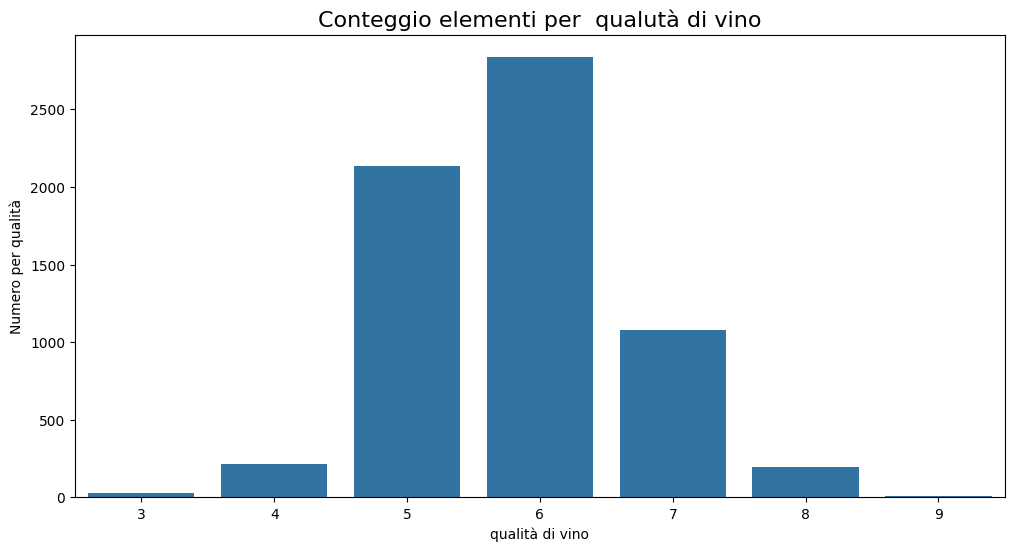 Conteggio elementi per  qualutà di vino
Numero per qualità
2500
2000
1500
1000
500
0
3 4 5 6 7 8 9
qualità di vino